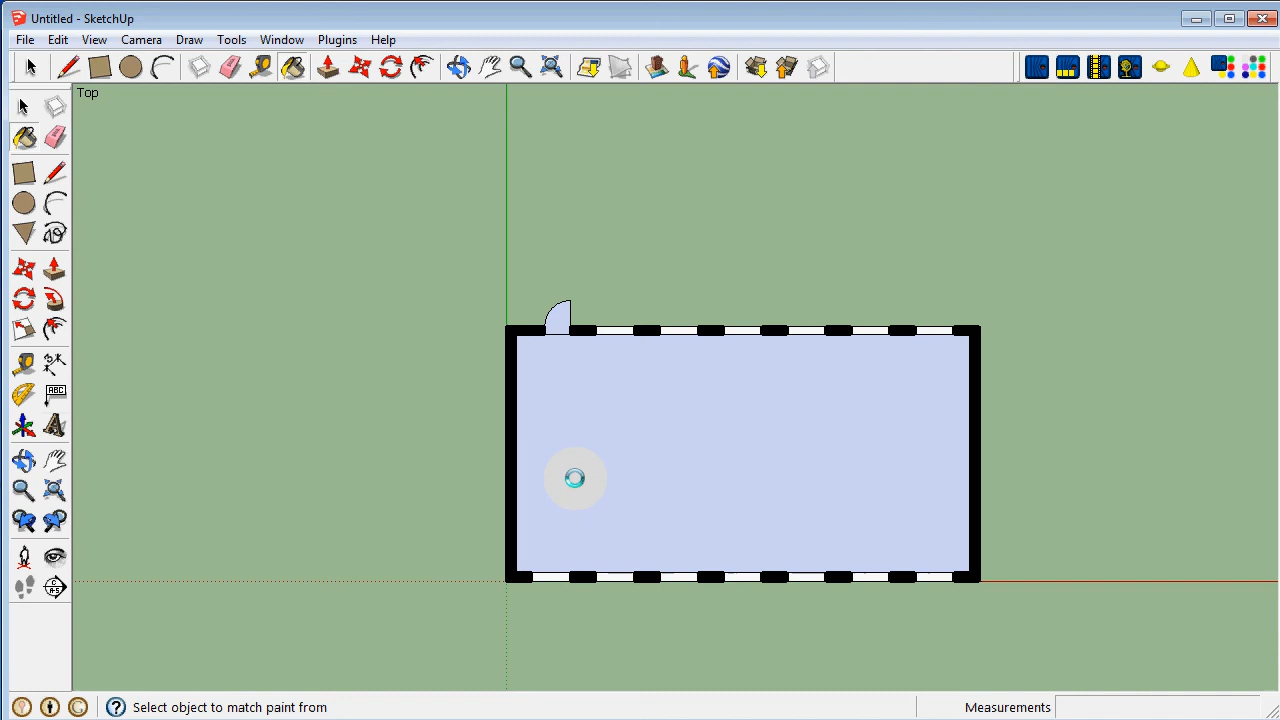 Untitled - SketchUp
File Edit View Camera Draw Tools Window Plugins Help
Top
ABC
Select object to match paint from
Measurements